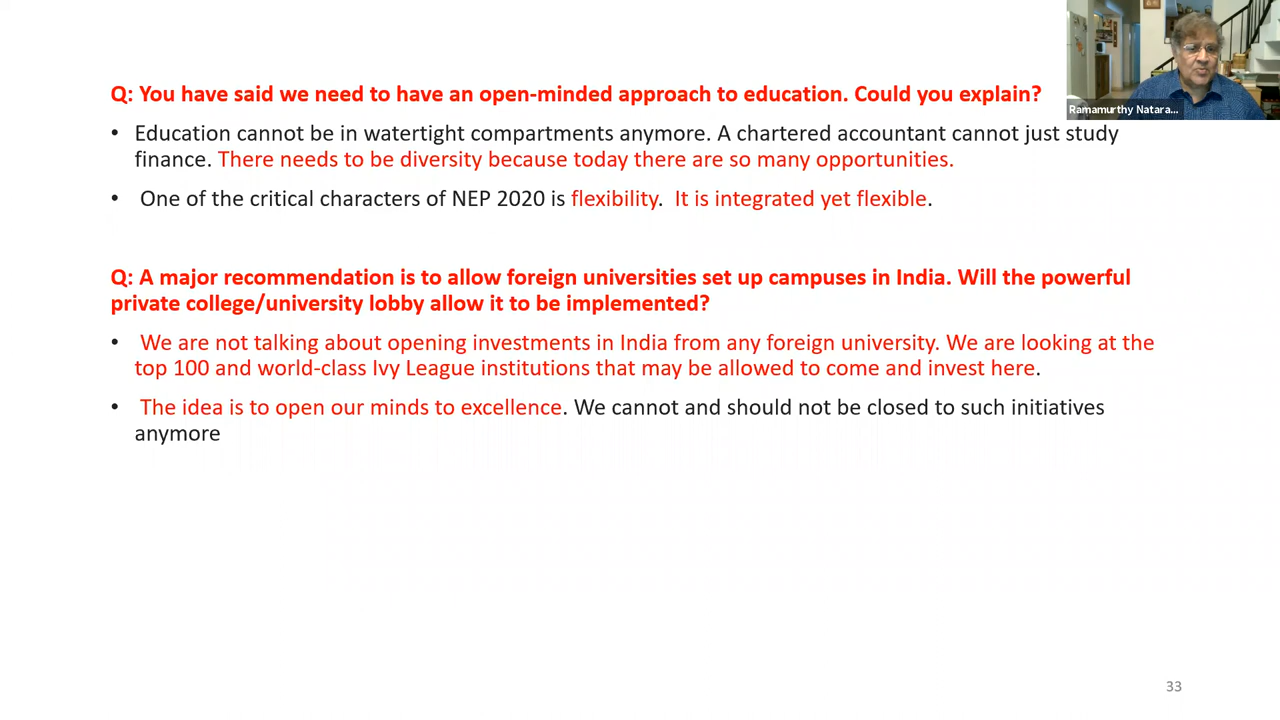 Q: You have said we need to have an open-minded approach to education. Could you explain?
Ramamurthy Natara...
• Education cannot be in watertight compartments anymore. A chartered accountant cannot just study
finance. There needs to be diversity because today there are so many opportunities.
• One of the critical characters of NEP 2020 is flexibility. It is integrated yet flexible.
Q: A major recommendation is to allow foreign universities set up campuses in India. Will the powerful
private college/university lobby allow it to be implemented?
• We are not talking about opening investments in India from any foreign university. We are looking at the
top 100 and world-class Ivy League institutions that may be allowed to come and invest here.
• The idea is to open our minds to excellence. We cannot and should not be closed to such initiatives
anymore
33